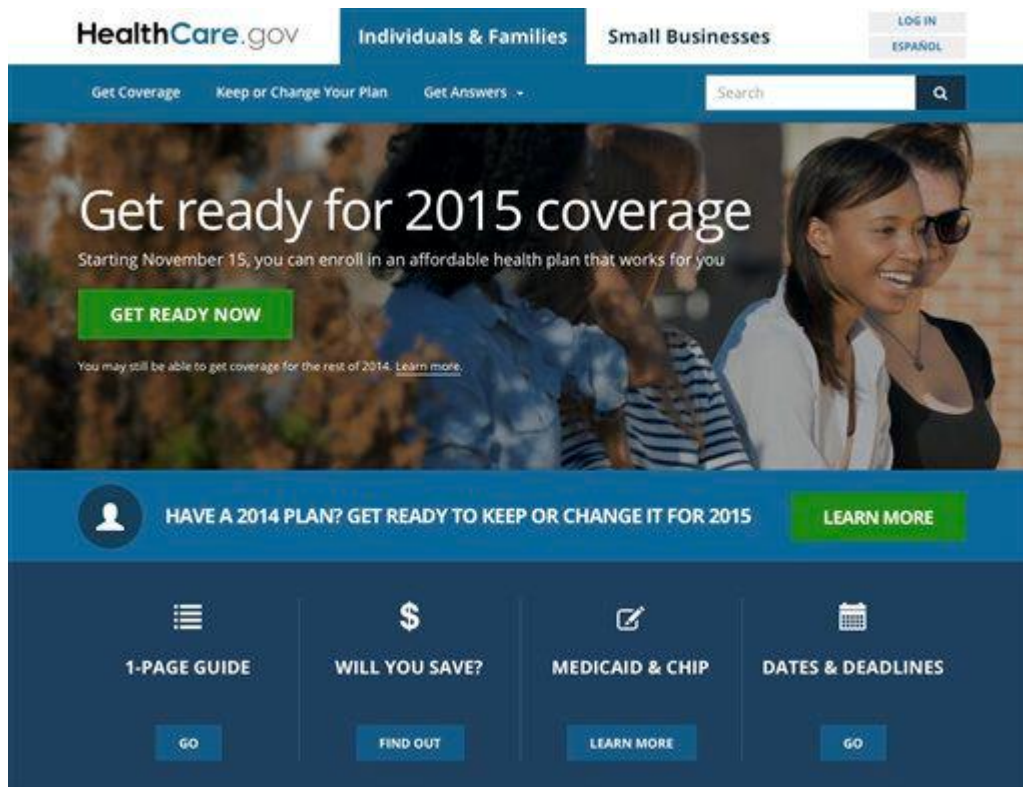 HealthCare.gov
Individuals & Families
Small Businesses
LOG IN
ESPAÑOL
Get Coverage
Keep or Change Your Plan
Get Answers
Search
Get ready for 2015 coverage
Starting November 15, you can enroll in an affordable health plan that works for you
GET READY NOW
You may still be able to get coverage for the rest of 2014. Learn more.
HAVE A 2014 PLAN? GET READY TO KEEP OR CHANGE IT FOR 2015
LEARN MORE
1-PAGE GUIDE
WILL YOU SAVE?
MEDICAID & CHIP
DATES & DEADLINES
GO
FIND OUT
LEARN MORE
GO